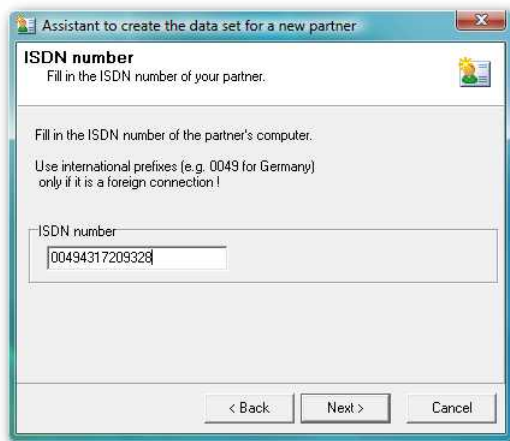 Assistant to create the data set for a new partner
ISDN number
Fill in the ISDN number of your partner.
Fill in the ISDN number of the partner's computer.
Use international prefixes (e.g. 0049 for Germany)
only if it is a foreign connection !
ISDN number
00494317209328
< Back
Next >
Cancel